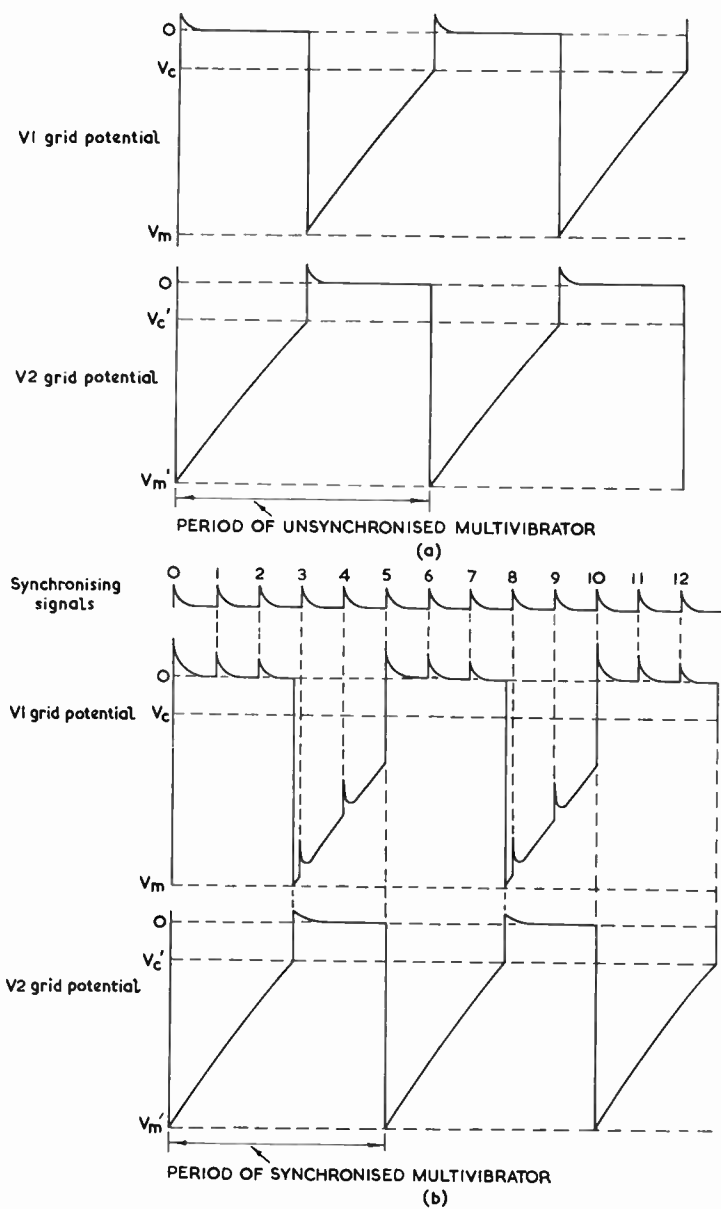 O
Vc
V1 grid potential
Vm
O
Vc'
V2 grid potential
Vm'
PERIOD OF UNSYNCHRONISED MULTIVIBRATOR
(a)
Synchronising signals
0 1 2 3 4 5 6 7 8 9 10 11 12
O
V1 grid potential
Vc
Vm
O
Vc'
V2 grid potential
Vm'
PERIOD OF SYNCHRONISED MULTIVIBRATOR
(b)